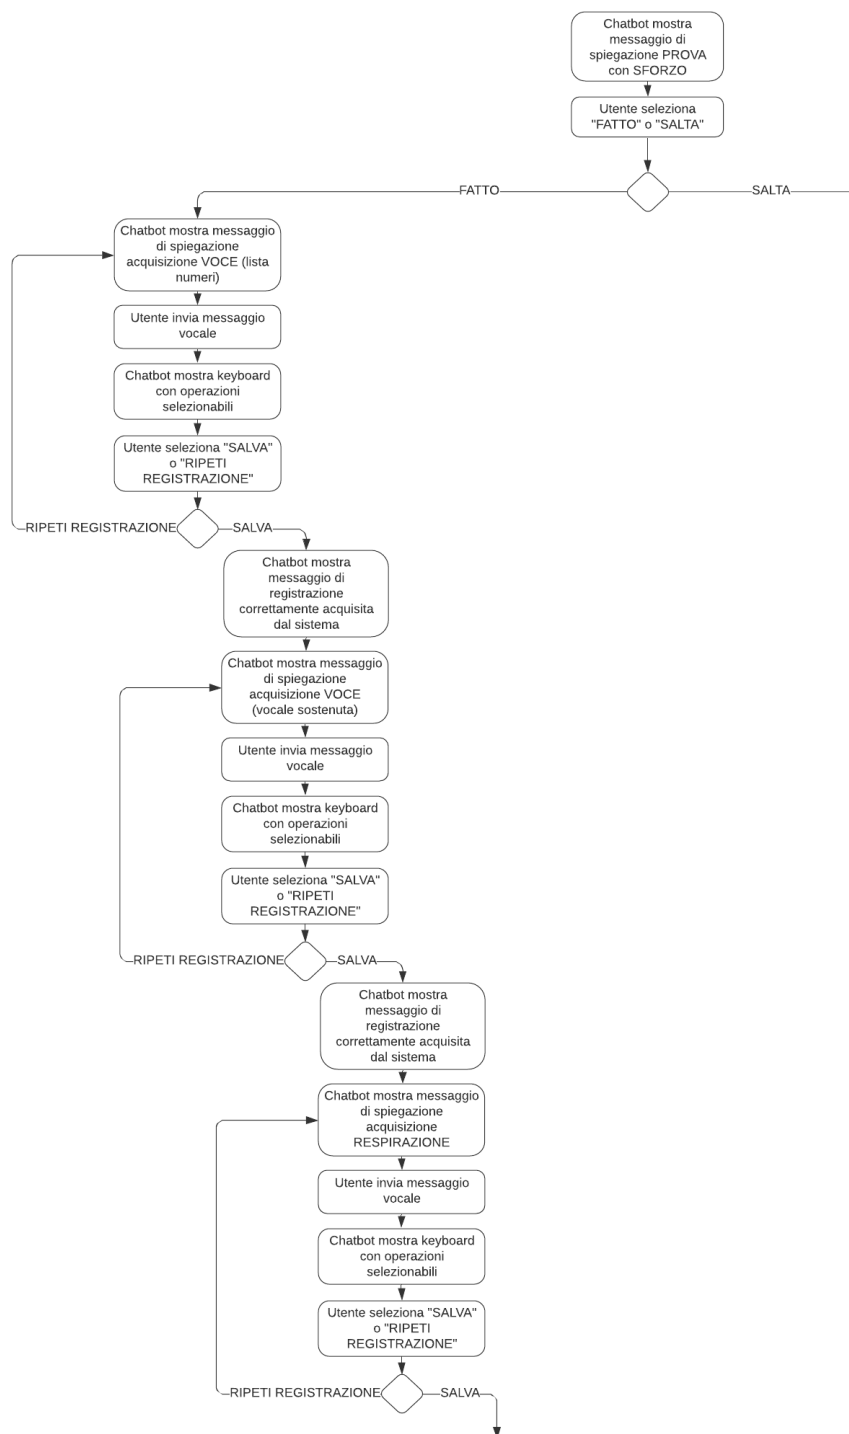 Chatbot mostra
messaggio di
spiegazione PROVA
con SFORZO
Utente seleziona
"FATTO" o "SALTA"
FATTO
SALTA
Chatbot mostra messaggio
di spiegazione
acquisizione VOCE (lista
numeri)
Utente invia messaggio
vocale
Chatbot mostra keyboard
con operazioni
selezionabili
Utente seleziona "SALVA"
o "RIPETI
REGISTRAZIONE"
RIPETI REGISTRAZIONE
SALVA
Chatbot mostra
messaggio di
registrazione
correttamente acquisita
dal sistema
Chatbot mostra messaggio
di spiegazione
acquisizione VOCE
(vocale sostenuta)
Utente invia messaggio
vocale
Chatbot mostra keyboard
con operazioni
selezionabili
Utente seleziona "SALVA"
o "RIPETI
REGISTRAZIONE"
RIPETI REGISTRAZIONE
SALVA
Chatbot mostra
messaggio di
registrazione
correttamente acquisita
dal sistema
Chatbot mostra messaggio
di spiegazione
acquisizione
RESPIRAZIONE
Utente invia messaggio
vocale
Chatbot mostra keyboard
con operazioni
selezionabili
Utente seleziona "SALVA"
o "RIPETI
REGISTRAZIONE"
RIPETI REGISTRAZIONE
SALVA